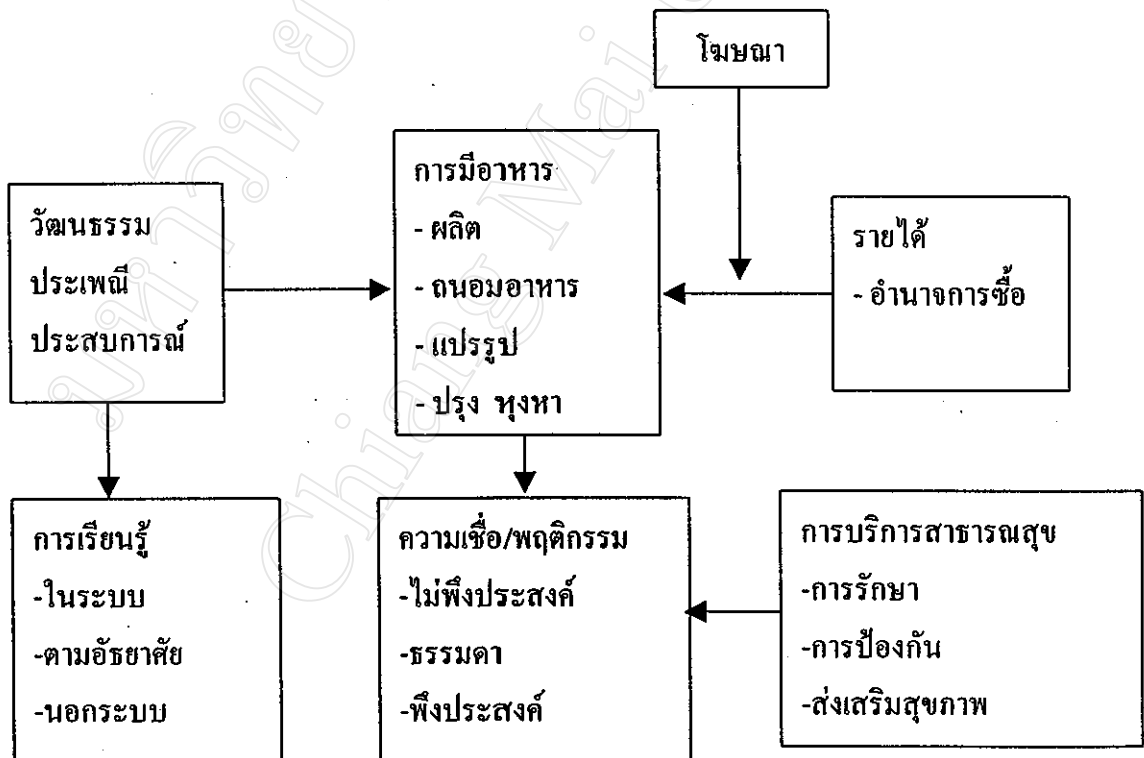 โฆษณา
การมีอาหาร
- ผลิต
- ถนอมอาหาร
- แปรรูป
- ปรุง หุงหา
วัฒนธรรม
ประเพณี
ประสบการณ์
รายได้
- อำนาจการซื้อ
การเรียนรู้
-ในระบบ
-ตามอัธยาศัย
-นอกระบบ
ความเชื่อ/พฤติกรรม
-ไม่พึงประสงค์
-ธรรมดา
-พึงประสงค์
การบริการสาธารณสุข
-การรักษา
-การป้องกัน
-ส่งเสริมสุขภาพ
มหาวิทย
Chiang Mai